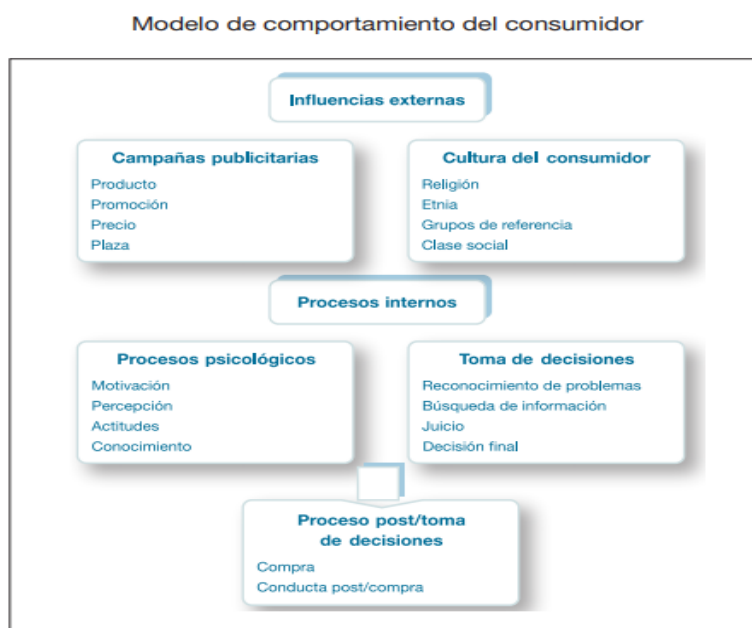 Modelo de comportamiento del consumidor
Influencias externas
Campañas publicitarias
Producto
Promoción
Precio
Plaza
Cultura del consumidor
Religión
Etnia
Grupos de referencia
Clase social
Procesos internos
Procesos psicológicos
Motivación
Percepción
Actitudes
Conocimiento
Toma de decisiones
Reconocimiento de problemas
Búsqueda de información
Juicio
Decisión final
Proceso post/toma
de decisiones
Compra
Conducta post/compra